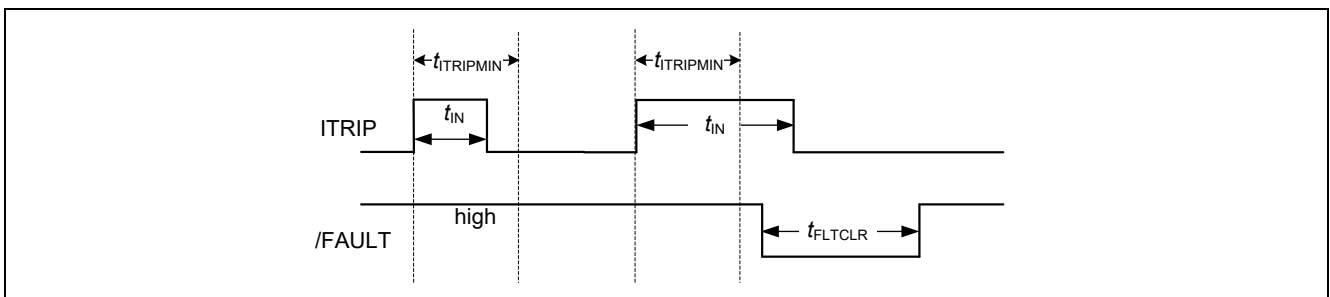 tITRIPMIN tITRIPMIN
ITRIP tIN tIN
high
/FAULT tFLTCLR